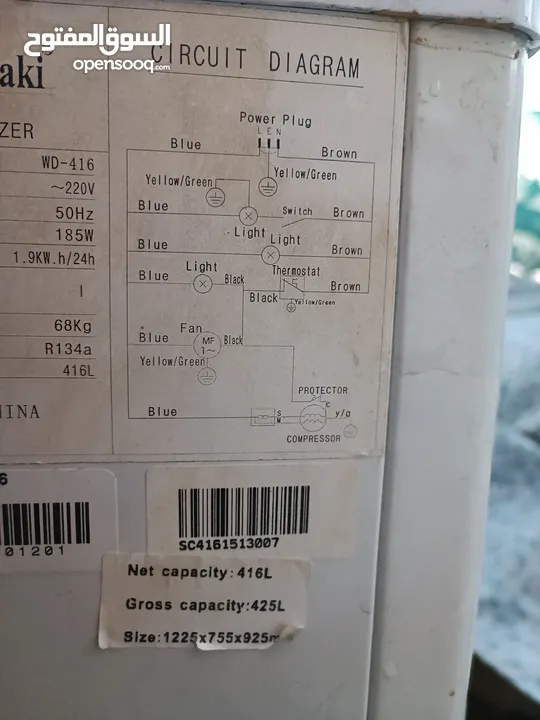 السوق المفتوح
opensooq.com
aki
CIRCUIT DIAGRAM
ZER
WD-416
~220V
50Hz
185W
1.9KW.h/24h
I
68Kg
R134a
416L
HINA
Power Plug
L E N
Blue
Brown
Yellow/Green
Yellow/Green
Blue
Switch
Brown
Light
Light
Blue
Brown
Light
Blue
Black
Thermostat
Brown
Black
Yellow/Green
Fan
Blue
MF
1~
Black
Yellow/Green
PROTECTOR
C
Blue
S
M
y/g
COMPRESSOR
6
01201
SC4161513007
Net capacity:416L
Gross capacity:425L
Size:1225x755x925m